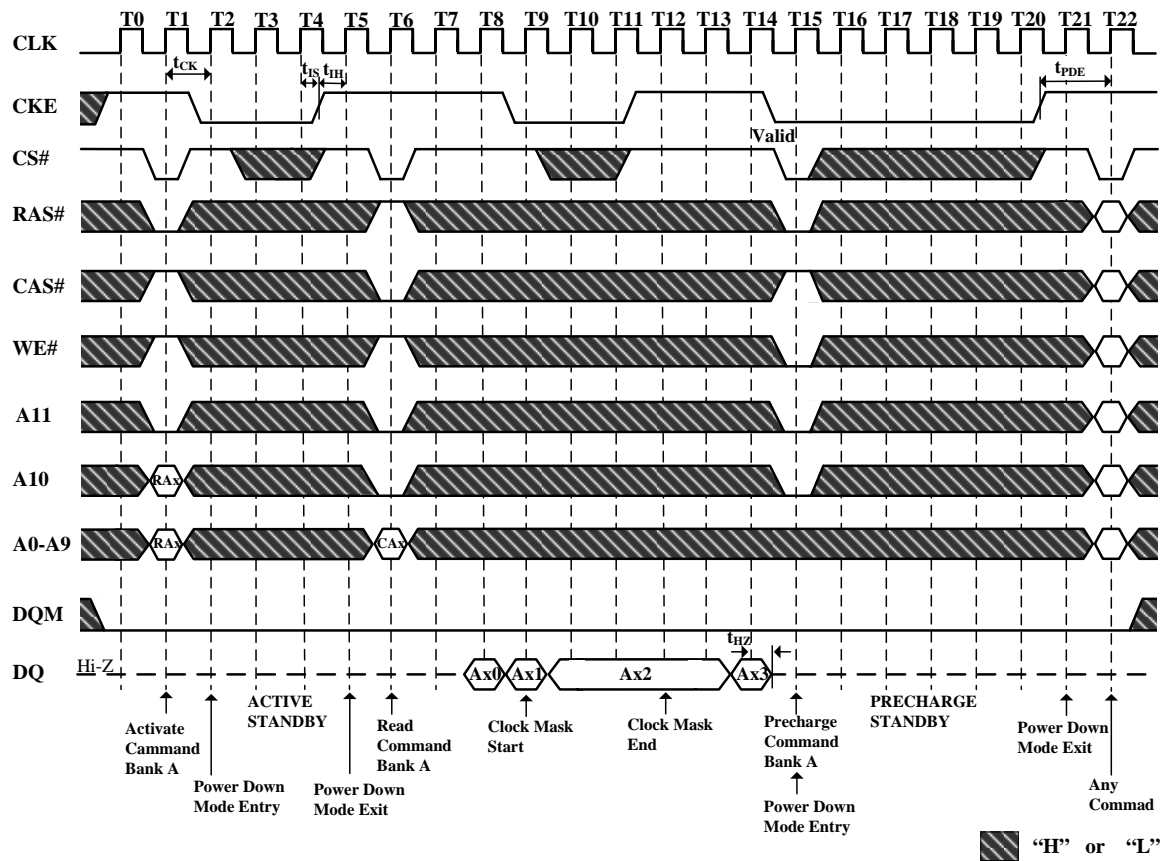 T0 T1 T2 T3 T4 T5 T6 T7 T8 T9 T10 T11 T12 T13 T14 T15 T16 T17 T18 T19 T20 T21 T22
CLK
tCK
tIS
tIH
tPDE
CKE
Valid
CS#
RAS#
CAS#
WE#
A11
A10
RAx
A0-A9
RAx
CAx
DQM
tHZ
DQ
Hi-Z
Ax0
Ax1
Ax2
Ax3
Activate
Cammand
Bank A
ACTIVE
STANDBY
Read
Command
Bank A
Clock Mask
Start
Clock Mask
End
Precharge
Command
Bank A
PRECHARGE
STANDBY
Power Down
Mode Exit
Power Down
Mode Entry
Power Down
Mode Exit
Power Down
Mode Entry
Any
Commad
“H” or “L”